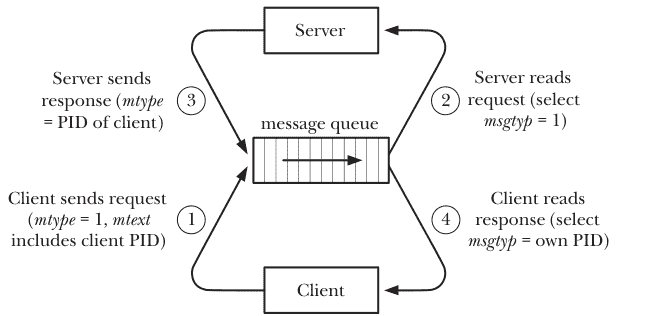 Server
Server sends
response (mtype
= PID of client)
3
2
Server reads
request (select
msgtyp = 1)
message queue
Client sends request
(mtype = 1, mtext
includes client PID)
1
4
Client reads
response (select
msgtyp = own PID)
Client